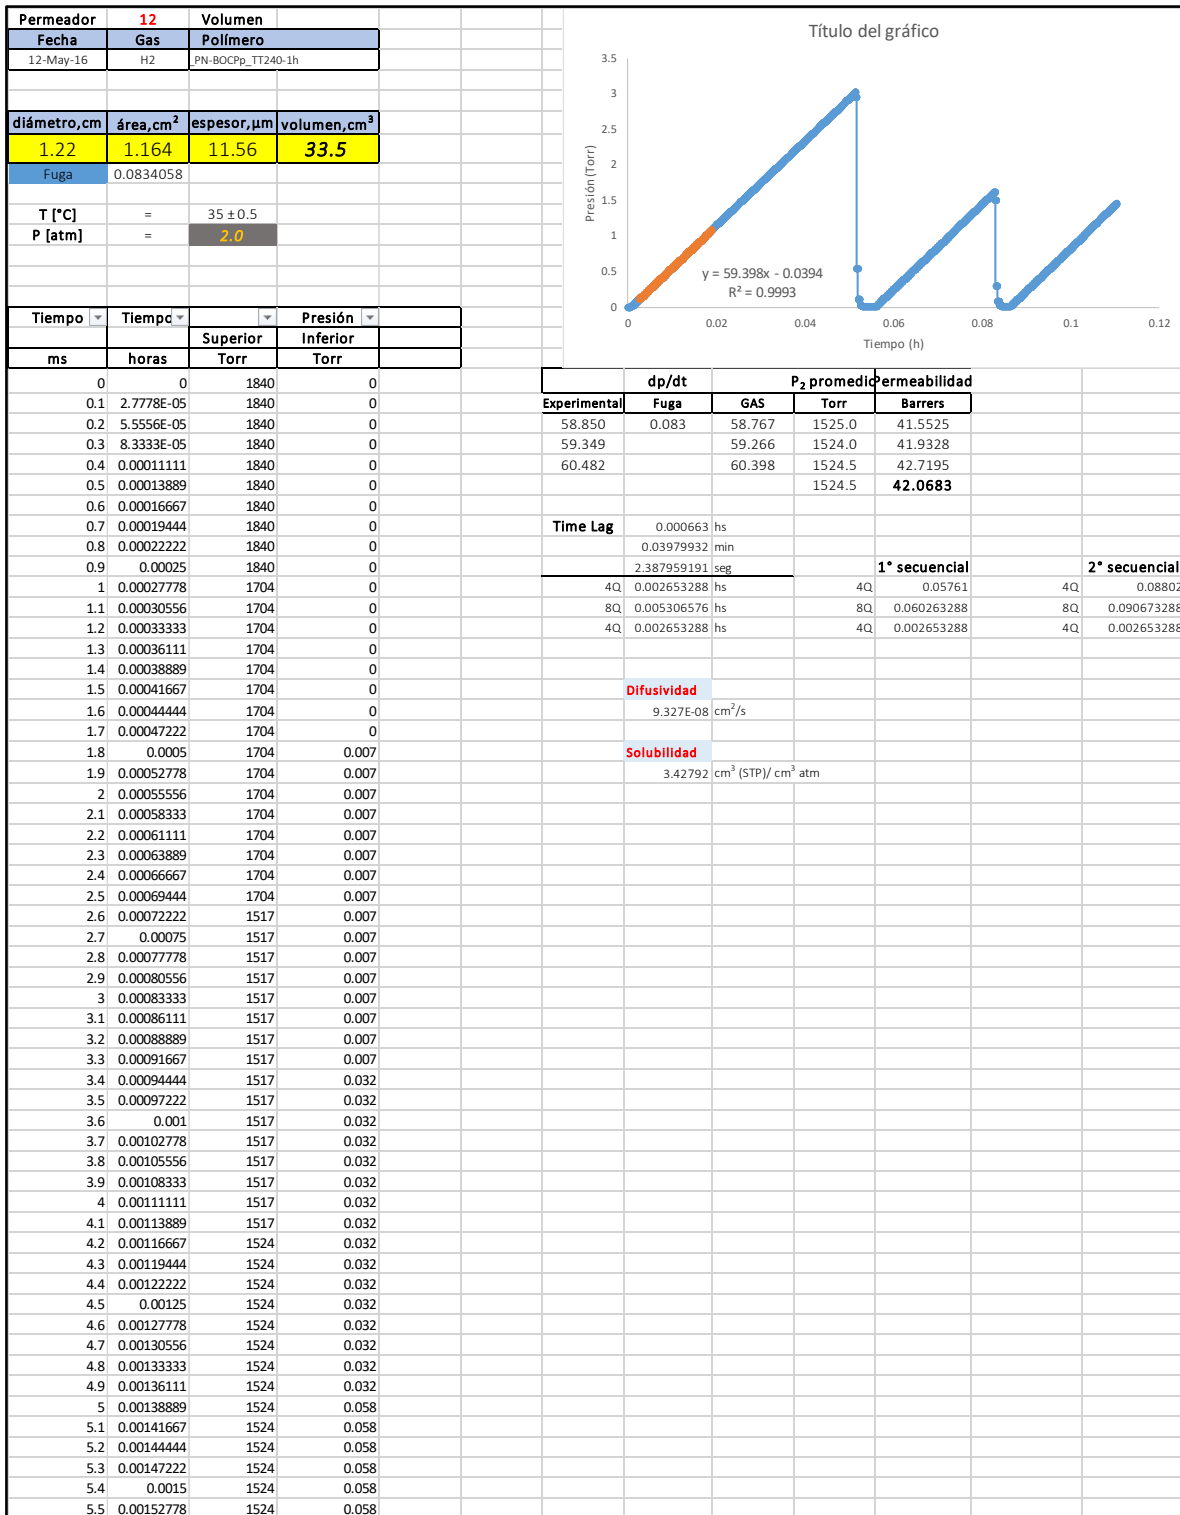 Permeador 12 Volumen
Fecha Gas Polímero
12-May-16 H2 _PN-BOCPp_TT240-1h
diámetro,cm área,cm² espesor,µm volumen,cm³
1.22 1.164 11.56 33.5
Fuga 0.0834058
T [°C] = 35 ± 0.5
P [atm] = 2.0
Título del gráfico
Presión (Torr)
3.5
3
2.5
2
1.5
1
0.5
0
y = 59.398x - 0.0394
R² = 0.9993
0 0.02 0.04 0.06 0.08 0.1 0.12
Tiempo (h)
Tiempo Tiempo Presión
Superior Inferior
ms horas Torr Torr
0 0 1840 0
0.1 2.7778E-05 1840 0
0.2 5.5556E-05 1840 0
0.3 8.3333E-05 1840 0
0.4 0.00011111 1840 0
0.5 0.00013889 1840 0
0.6 0.00016667 1840 0
0.7 0.00019444 1840 0
0.8 0.00022222 1840 0
0.9 0.00025 1840 0
1 0.00027778 1704 0
1.1 0.00030556 1704 0
1.2 0.00033333 1704 0
1.3 0.00036111 1704 0
1.4 0.00038889 1704 0
1.5 0.00041667 1704 0
1.6 0.00044444 1704 0
1.7 0.00047222 1704 0
1.8 0.0005 1704 0.007
1.9 0.00052778 1704 0.007
2 0.00055556 1704 0.007
2.1 0.00058333 1704 0.007
2.2 0.00061111 1704 0.007
2.3 0.00063889 1704 0.007
2.4 0.00066667 1704 0.007
2.5 0.00069444 1704 0.007
2.6 0.00072222 1517 0.007
2.7 0.00075 1517 0.007
2.8 0.00077778 1517 0.007
2.9 0.00080556 1517 0.007
3 0.00083333 1517 0.007
3.1 0.00086111 1517 0.007
3.2 0.00088889 1517 0.007
3.3 0.00091667 1517 0.007
3.4 0.00094444 1517 0.032
3.5 0.00097222 1517 0.032
3.6 0.001 1517 0.032
3.7 0.00102778 1517 0.032
3.8 0.00105556 1517 0.032
3.9 0.00108333 1517 0.032
4 0.00111111 1517 0.032
4.1 0.00113889 1517 0.032
4.2 0.00116667 1524 0.032
4.3 0.00119444 1524 0.032
4.4 0.00122222 1524 0.032
4.5 0.00125 1524 0.032
4.6 0.00127778 1524 0.032
4.7 0.00130556 1524 0.032
4.8 0.00133333 1524 0.032
4.9 0.00136111 1524 0.032
5 0.00138889 1524 0.058
5.1 0.00141667 1524 0.058
5.2 0.00144444 1524 0.058
5.3 0.00147222 1524 0.058
5.4 0.0015 1524 0.058
5.5 0.00152778 1524 0.058
dp/dt P₂ promedio Permeabilidad
Experimental Fuga GAS Torr Barrers
58.850 0.083 58.767 1525.0 41.5525
59.349 59.266 1524.0 41.9328
60.482 60.398 1524.5 42.7195
1524.5 42.0683
Time Lag 0.000663 hs
0.03979932 min
2.387959191 seg 1° secuencial 2° secuencial
4Q 0.002653288 hs 4Q 0.05761 4Q 0.08802
8Q 0.005306576 hs 8Q 0.060263288 8Q 0.090673288
4Q 0.002653288 hs 4Q 0.002653288 4Q 0.002653288
Difusividad
9.327E-08 cm²/s
Solubilidad
3.42792 cm³ (STP)/ cm³ atm